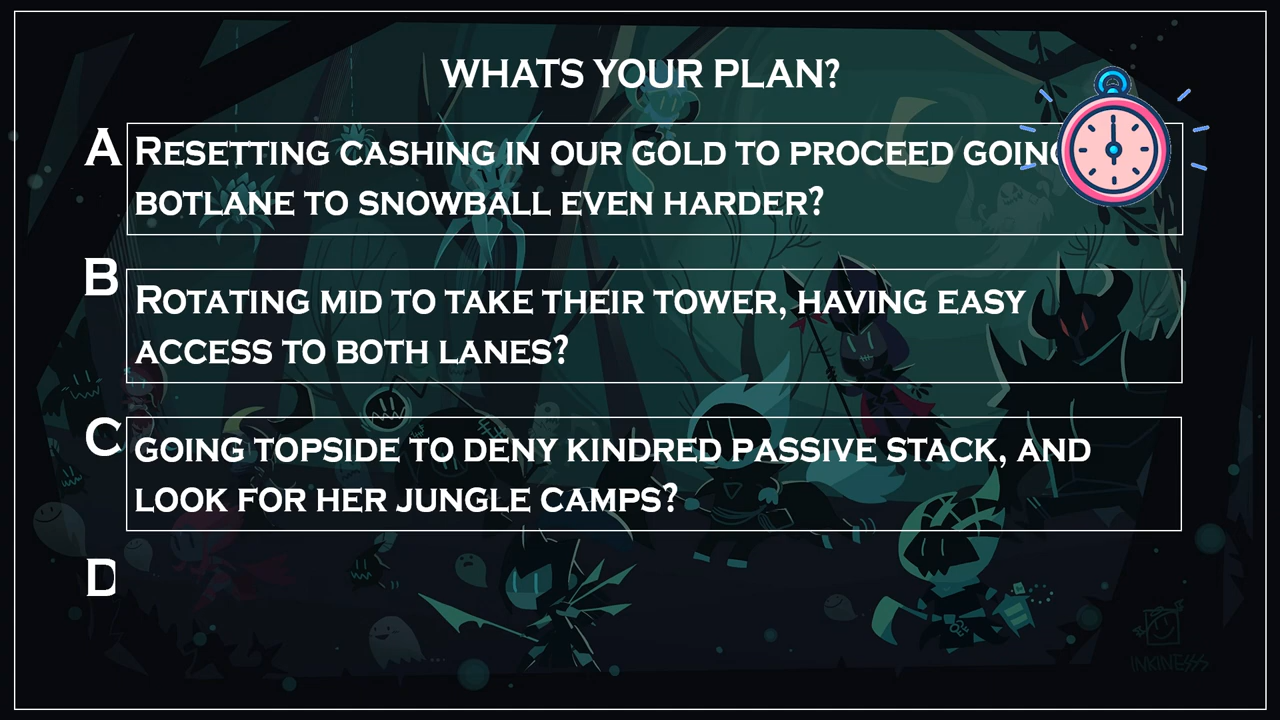 WHATS YOUR PLAN?
A
RESETTING CASHING IN OUR GOLD TO PROCEED GOING
BOTLANE TO SNOWBALL EVEN HARDER?
B
ROTATING MID TO TAKE THEIR TOWER, HAVING EASY
ACCESS TO BOTH LANES?
C
GOING TOPSIDE TO DENY KINDRED PASSIVE STACK, AND
LOOK FOR HER JUNGLE CAMPS?
D
INKINESSS